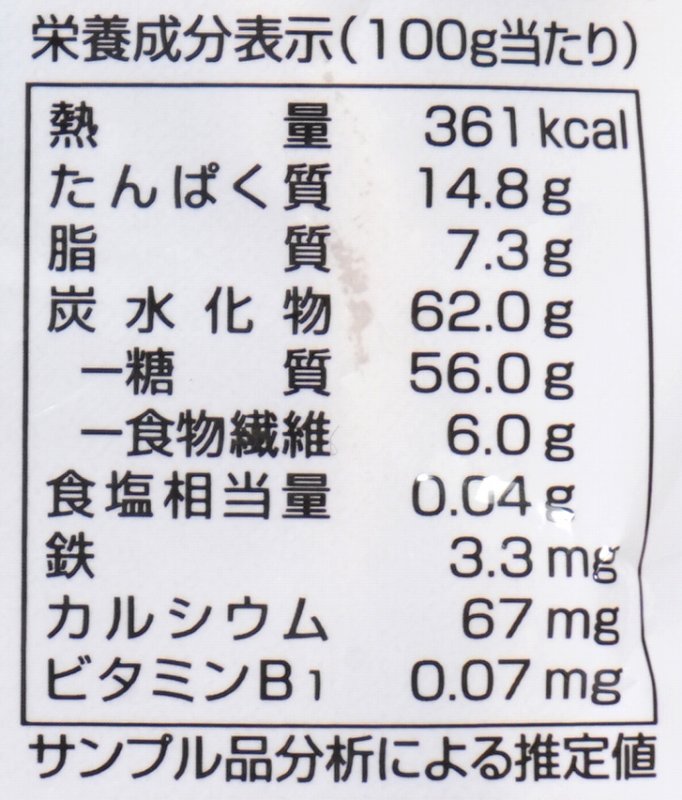 栄養成分表示(100g当たり)
熱量 361kcal
たんぱく質 14.8g
脂質 7.3g
炭水化物 62.0g
ー糖質 56.0g
ー食物繊維 6.0g
食塩相当量 0.04g
鉄 3.3mg
カルシウム 67mg
ビタミンB1 0.07mg
サンプル品分析による推定値